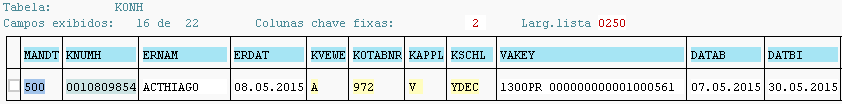 Tabela: KONH
Campos exibidos: 16 de 22 Colunas chave fixas: 2 Larg.lista 0250
MANDT KNUMH ERNAM ERDAT KVEWE KOTABNR KAPPL KSCHL VAKEY DATAB DATBI
500 0010809854 ACTHIAGO 08.05.2015 A 972 V YDEC 1300PR 000000000001000561 07.05.2015 30.05.2015